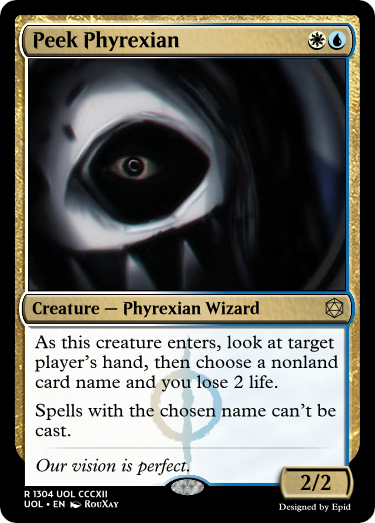 Peek Phyrexian
Creature — Phyrexian Wizard
As this creature enters, look at target
player's hand, then choose a nonland
card name and you lose 2 life.
Spells with the chosen name can't be
cast.
Our vision is perfect.
2/2
R 1304 UOL CCCXII
UOL • EN RouXay
Designed by Epid